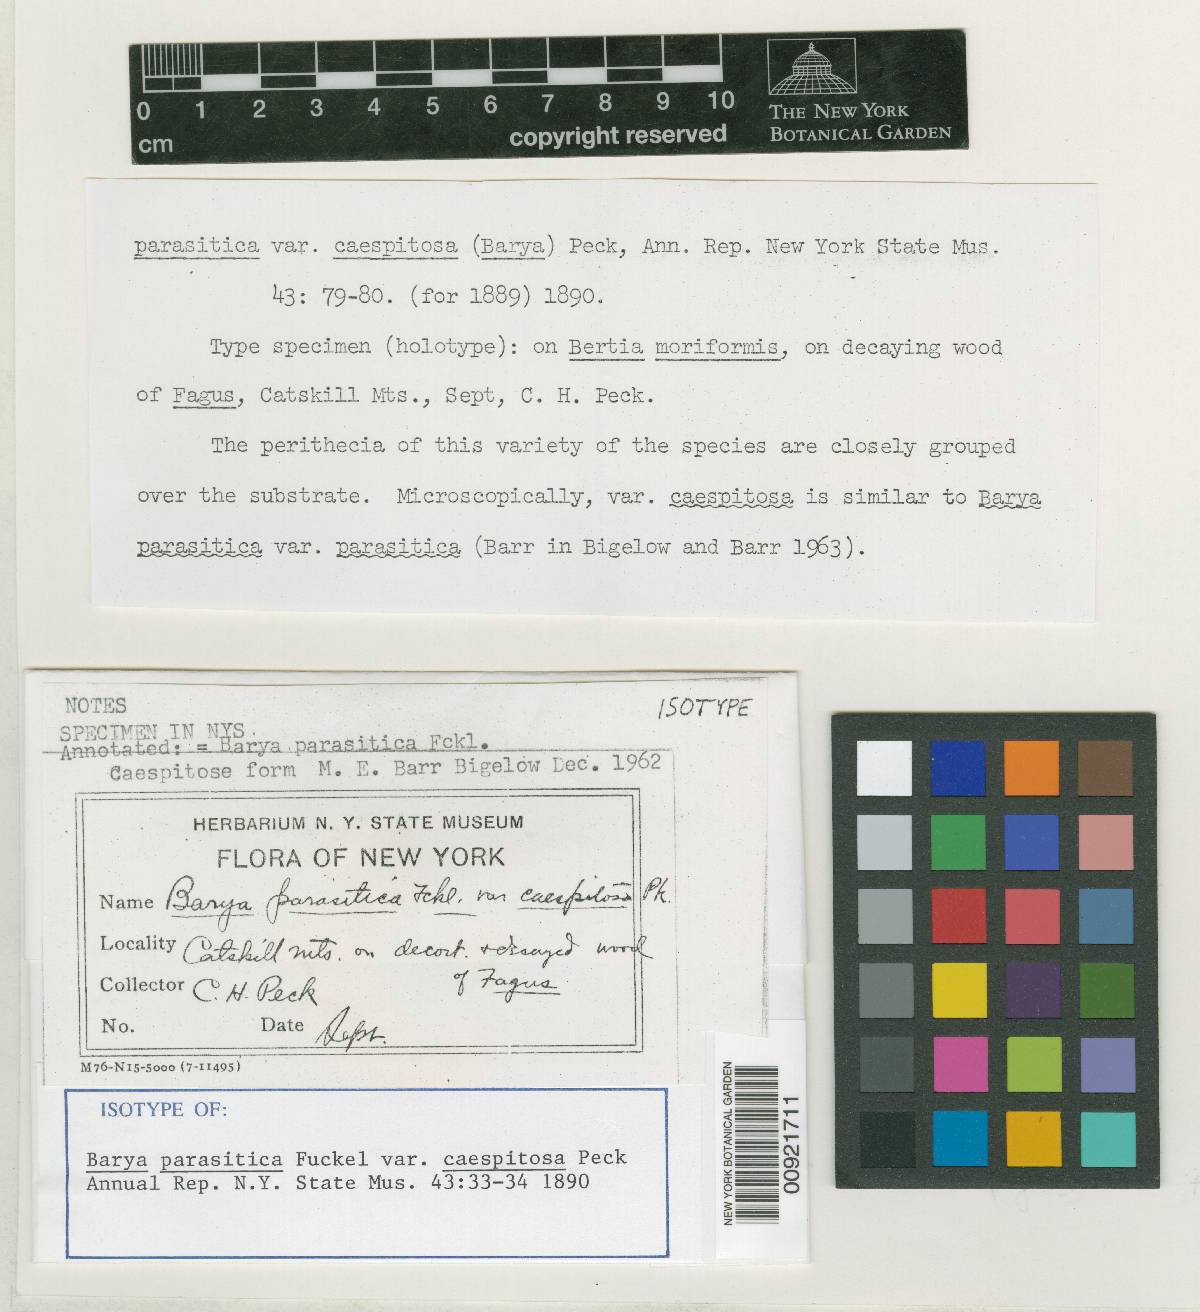 0 1 2 3 4 5 6 7 8 9 10
cm
copyright reserved
THE NEW YORK
BOTANICAL GARDEN
parasitica var. caespitosa (Barya) Peck, Ann. Rep. New York State Mus.
43: 79-80. (for 1889) 1890.
Type specimen (holotype): on Bertia moriformis, on decaying wood
of Fagus, Catskill Mts., Sept, C. H. Peck.
The perithecia of this variety of the species are closely grouped
over the substrate. Microscopically, var. caespitosa is similar to Barya
parasitica var. parasitica (Barr in Bigelow and Barr 1963).
NOTES
ISOTYPE
SPECIMEN IN NYS.
Annotated: = Barya parasitica Fckl.
Caespitose form M. E. Barr Bigelow Dec. 1962
HERBARIUM N. Y. STATE MUSEUM
FLORA OF NEW YORK
Name Barya parasitica Fckl. var caespitosa Pk.
Locality Catskill mts. on decort. + decayed wood
of Fagus
Collector C. H. Peck
No. Date Sept.
M76-N15-5000 (7-11495)
ISOTYPE OF:
Barya parasitica Fuckel var. caespitosa Peck
Annual Rep. N.Y. State Mus. 43:33-34 1890
NEW YORK BOTANICAL GARDEN
00921711